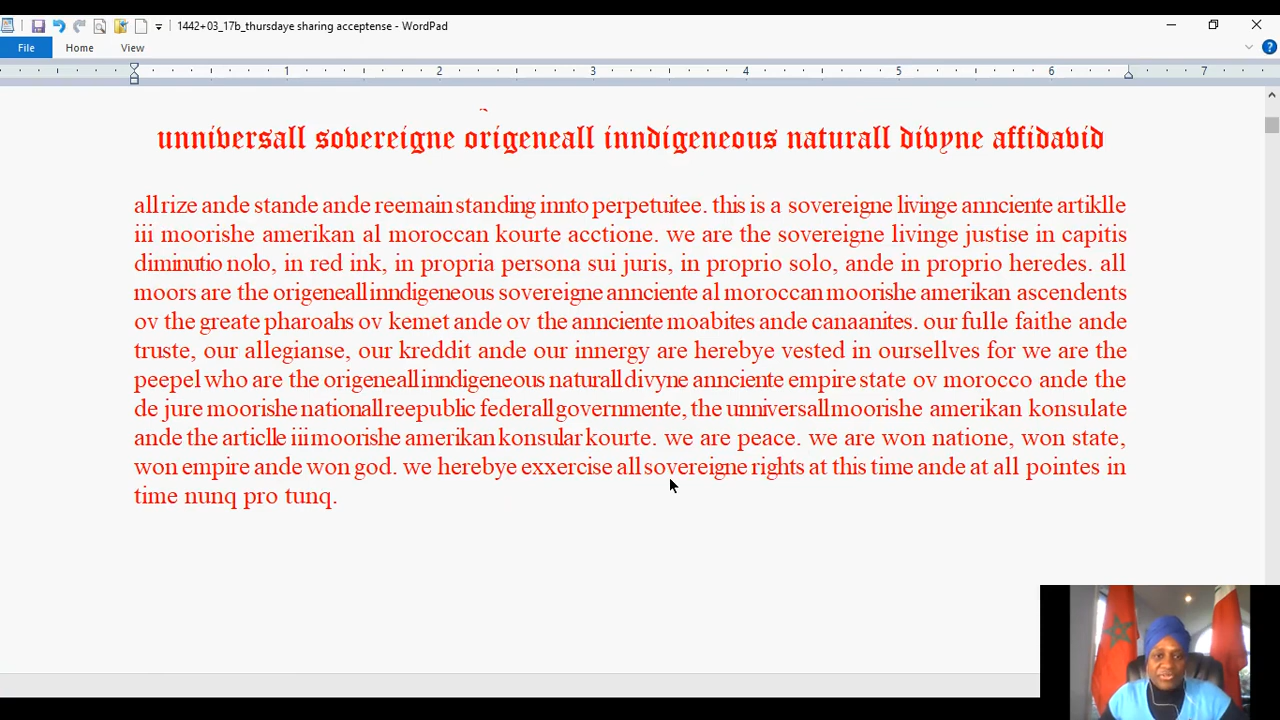 1442+03_17b_thursdaye sharing acceptense - WordPad
File Home View
1 2 3 4 5 6 7
unniversall sovereigne origeneall inndigeneous naturall divyne affidavid
all rize ande stande ande reemain standing innto perpetuitee. this is a sovereigne livinge annciente artiklle
iii moorishe amerikan al moroccan kourte acctione. we are the sovereigne livinge justise in capitis
diminutio nolo, in red ink, in propria persona sui juris, in proprio solo, ande in proprio heredes. all
moors are the origeneall inndigeneous sovereigne annciente al moroccan moorishe amerikan ascendents
ov the greate pharoahs ov kemet ande ov the annciente moabites ande canaanites. our fulle faithe ande
truste, our allegianse, our kreddit ande our innergy are herebye vested in oursellves for we are the
peepel who are the origeneall inndigeneous naturall divyne annciente empire state ov morocco ande the
de jure moorishe nationall reepublic federall governmente, the unniversall moorishe amerikan konsulate
ande the articlle iii moorishe amerikan konsular kourte. we are peace. we are won natione, won state,
won empire ande won god. we herebye exxercise all sovereigne rights at this time ande at all pointes in
time nunq pro tunq.